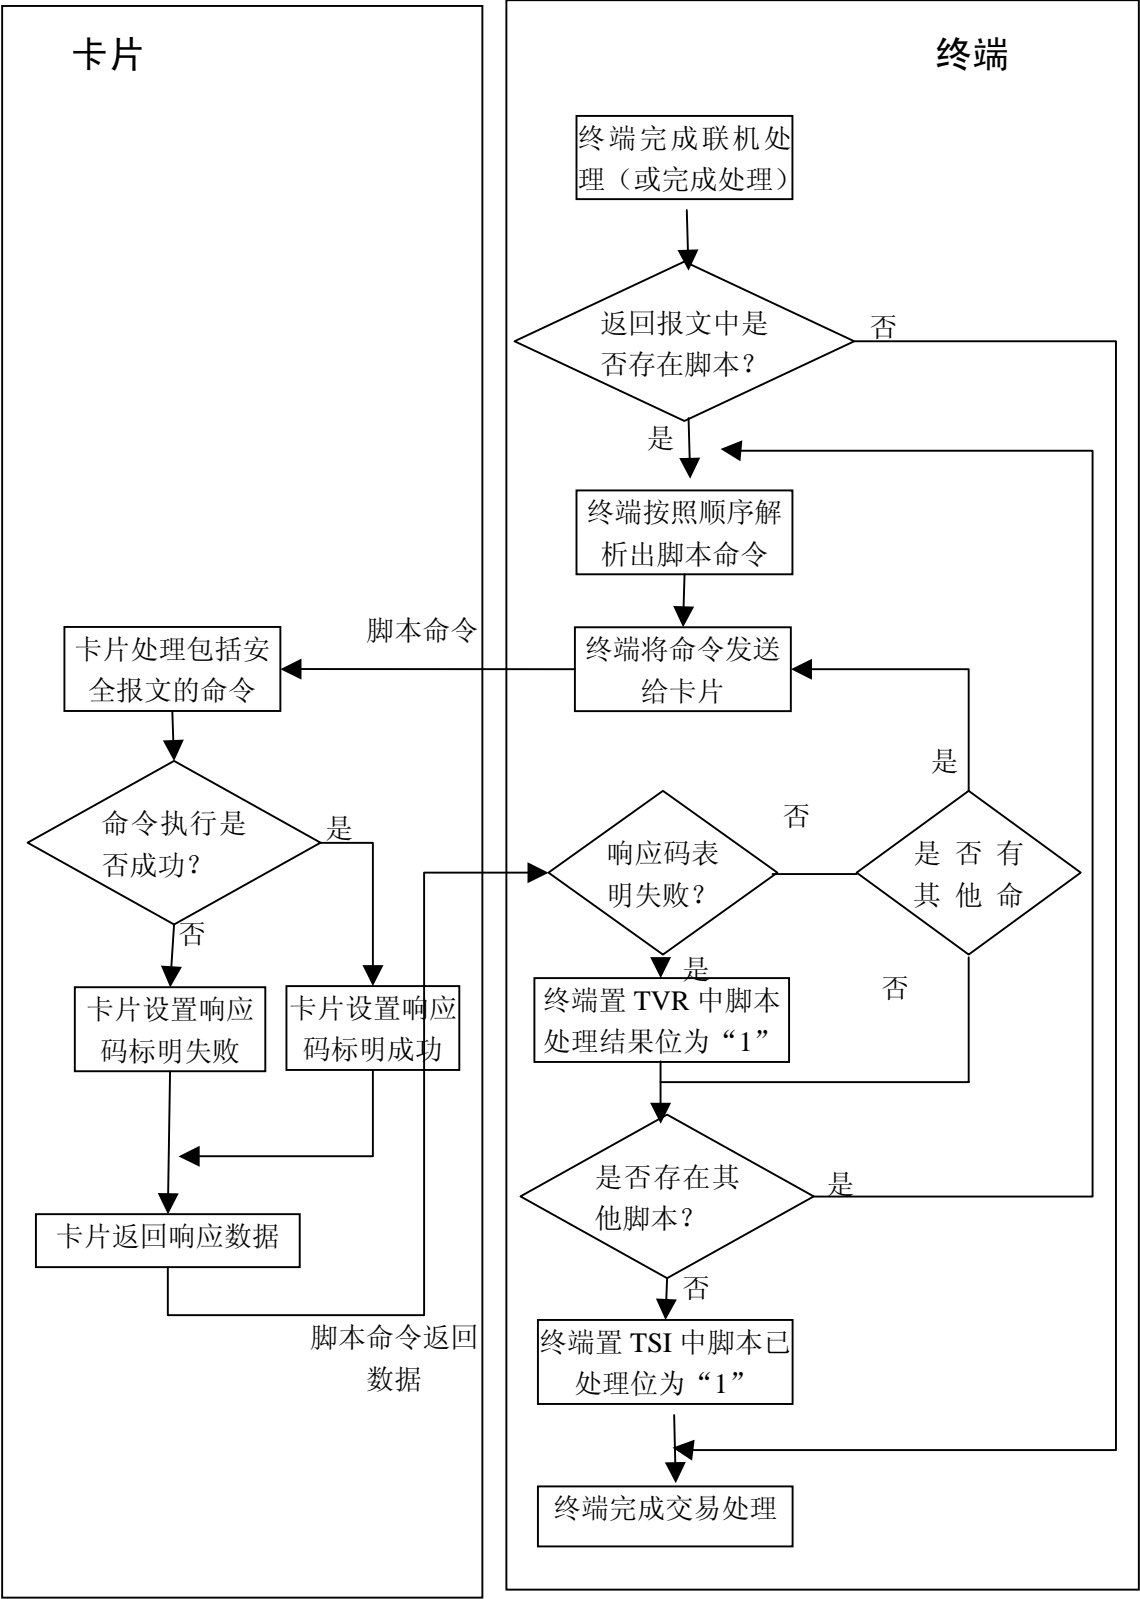 卡片
终端
终端完成联机处
理（或完成处理）
返回报文中是
否存在脚本？
否
是
终端按照顺序解
析出脚本命令
脚本命令
卡片处理包括安
全报文的命令
终端将命令发送
给卡片
是
命令执行是
否成功？
是
否
响应码表
明失败？
否
是否有
其他命
否
是
卡片设置响应
码标明失败
卡片设置响应
码标明成功
终端置 TVR 中脚本
处理结果位为“1”
是否存在其
他脚本？
是
卡片返回响应数据
否
脚本命令返回
数据
终端置 TSI 中脚本已
处理位为“1”
终端完成交易处理